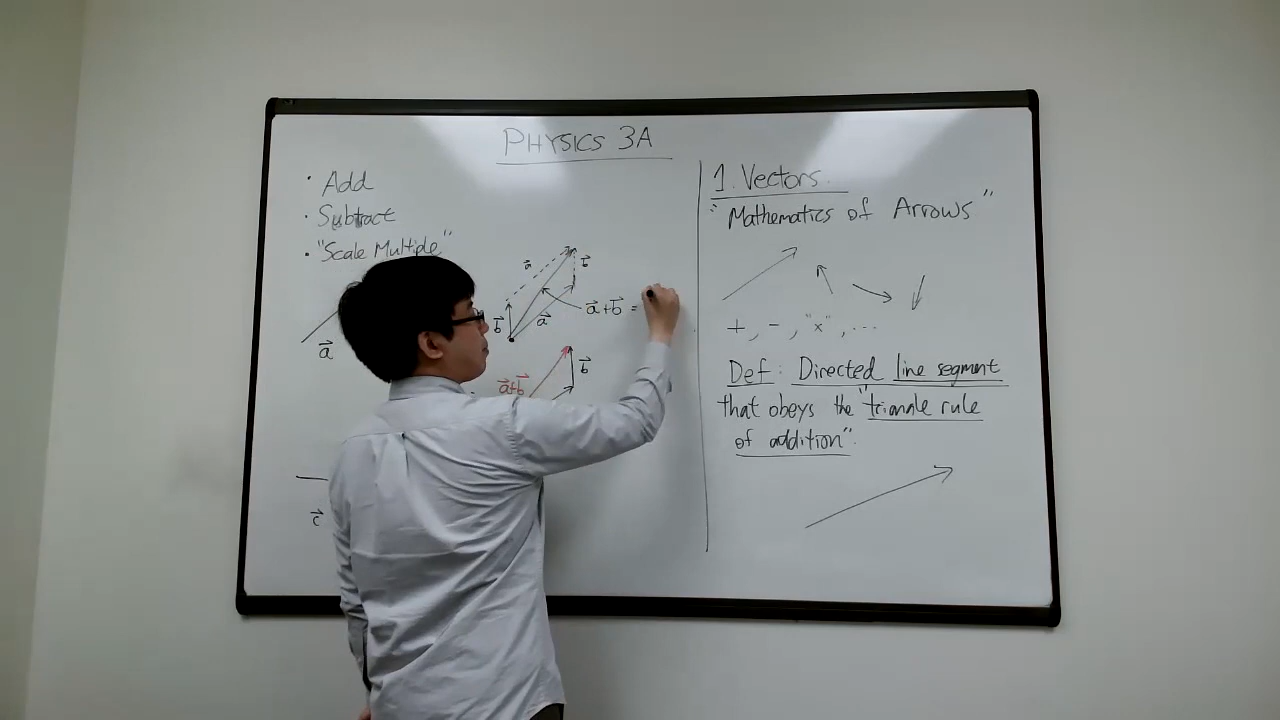 PHYSICS 3A
• Add
• Subtract
• "Scale Multiple"
a⃗
b⃗
b⃗
a⃗
a⃗ + b⃗ =
a⃗
a⃗+b⃗
b⃗
c⃗
1. Vectors.
"Mathematics of Arrows"
+, -, "x", ...
Def: Directed line segment
that obeys the "triangle rule
of addition".